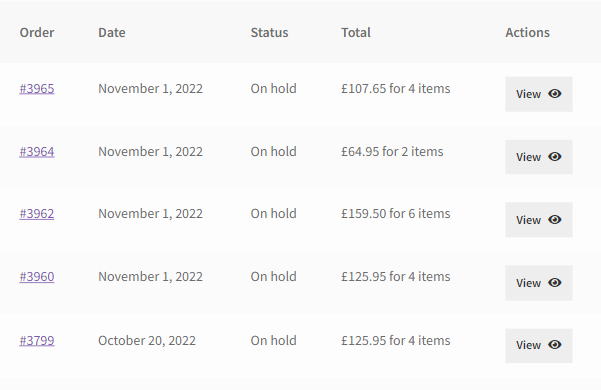 Order Date Status Total Actions
#3965 November 1, 2022 On hold £107.65 for 4 items View
#3964 November 1, 2022 On hold £64.95 for 2 items View
#3962 November 1, 2022 On hold £159.50 for 6 items View
#3960 November 1, 2022 On hold £125.95 for 4 items View
#3799 October 20, 2022 On hold £125.95 for 4 items View